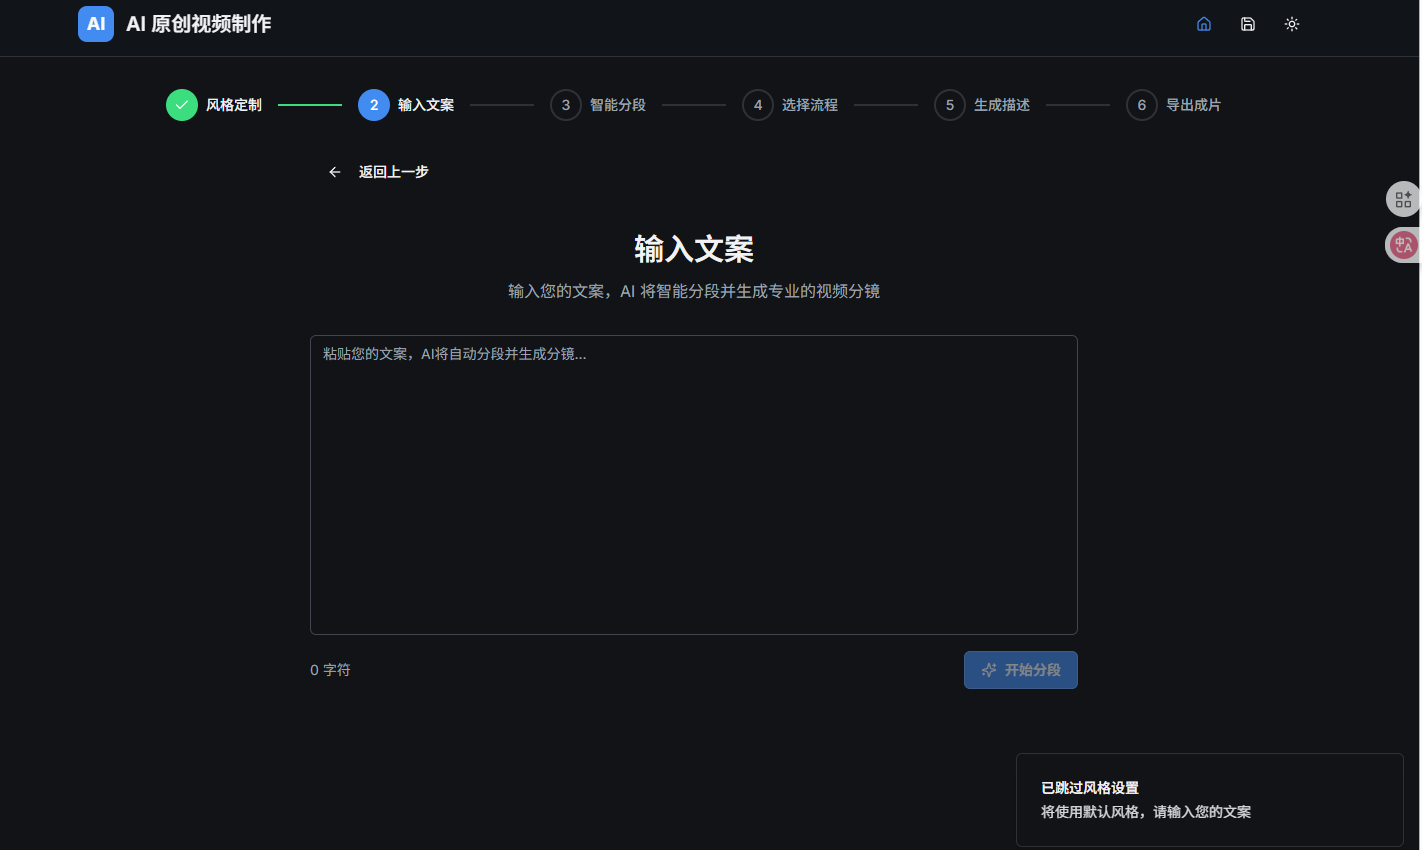 AI AI 原创视频制作
风格定制 2 输入文案 3 智能分段 4 选择流程 5 生成描述 6 导出成片
返回上一步
输入文案
输入您的文案，AI 将智能分段并生成专业的视频分镜
粘贴您的文案，AI将自动分段并生成分镜...
0 字符 开始分段
已跳过风格设置
将使用默认风格，请输入您的文案
中A